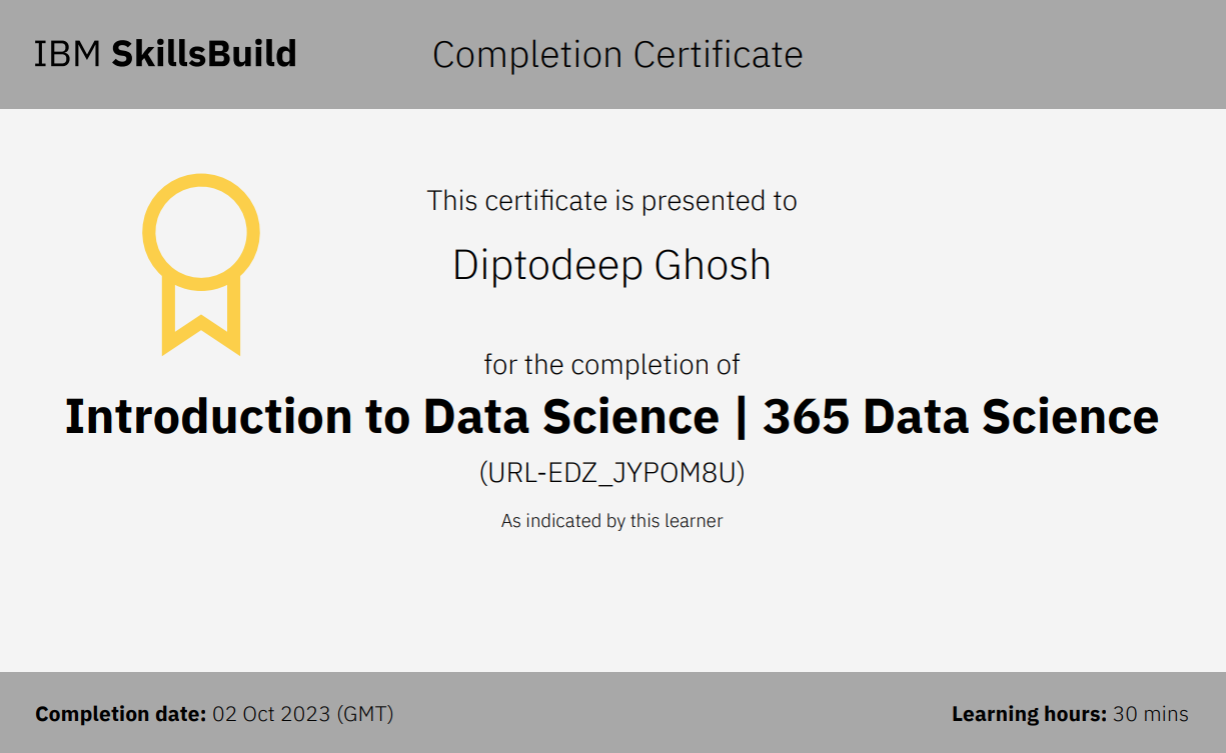 IBM SkillsBuild
Completion Certificate
This certificate is presented to
Diptodeep Ghosh
for the completion of
Introduction to Data Science | 365 Data Science
(URL-EDZ_JYPOM8U)
As indicated by this learner
Completion date: 02 Oct 2023 (GMT)
Learning hours: 30 mins